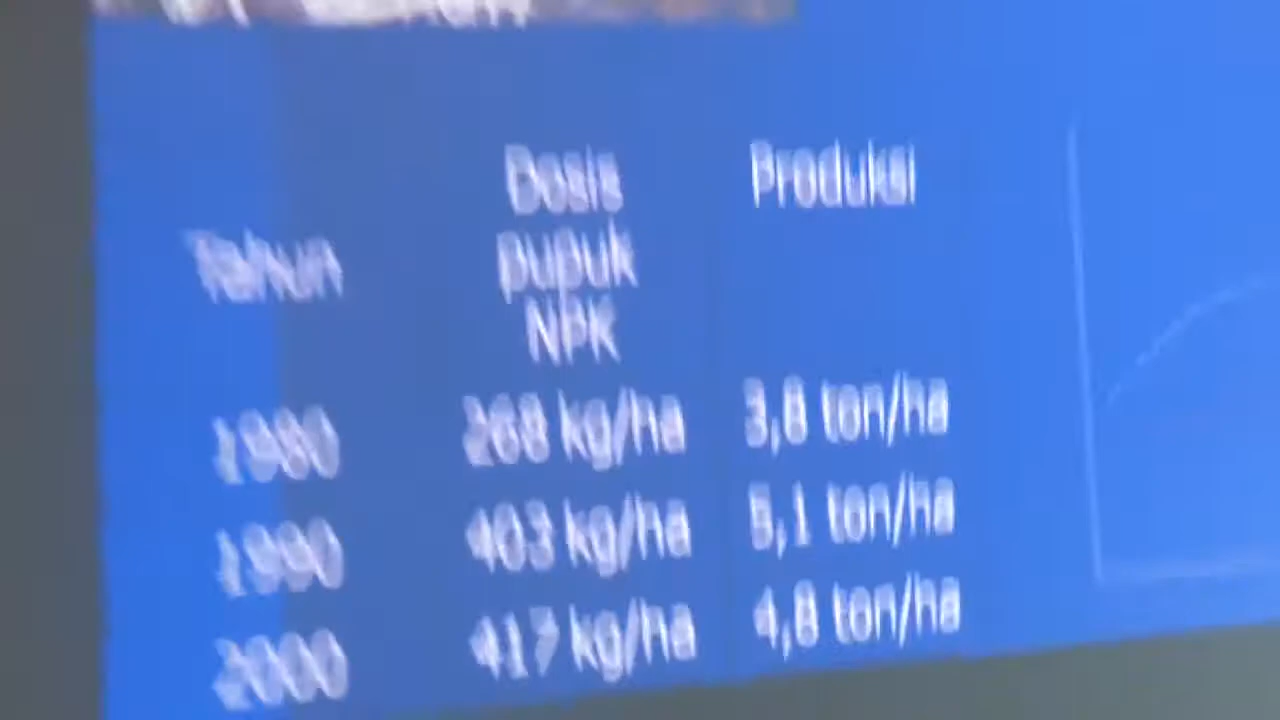 Dosis Produksi
Tahun pupuk
NPK
1980 268 kg/ha 3,8 ton/ha
1990 403 kg/ha 5,1 ton/ha
2000 417 kg/ha 4,8 ton/ha